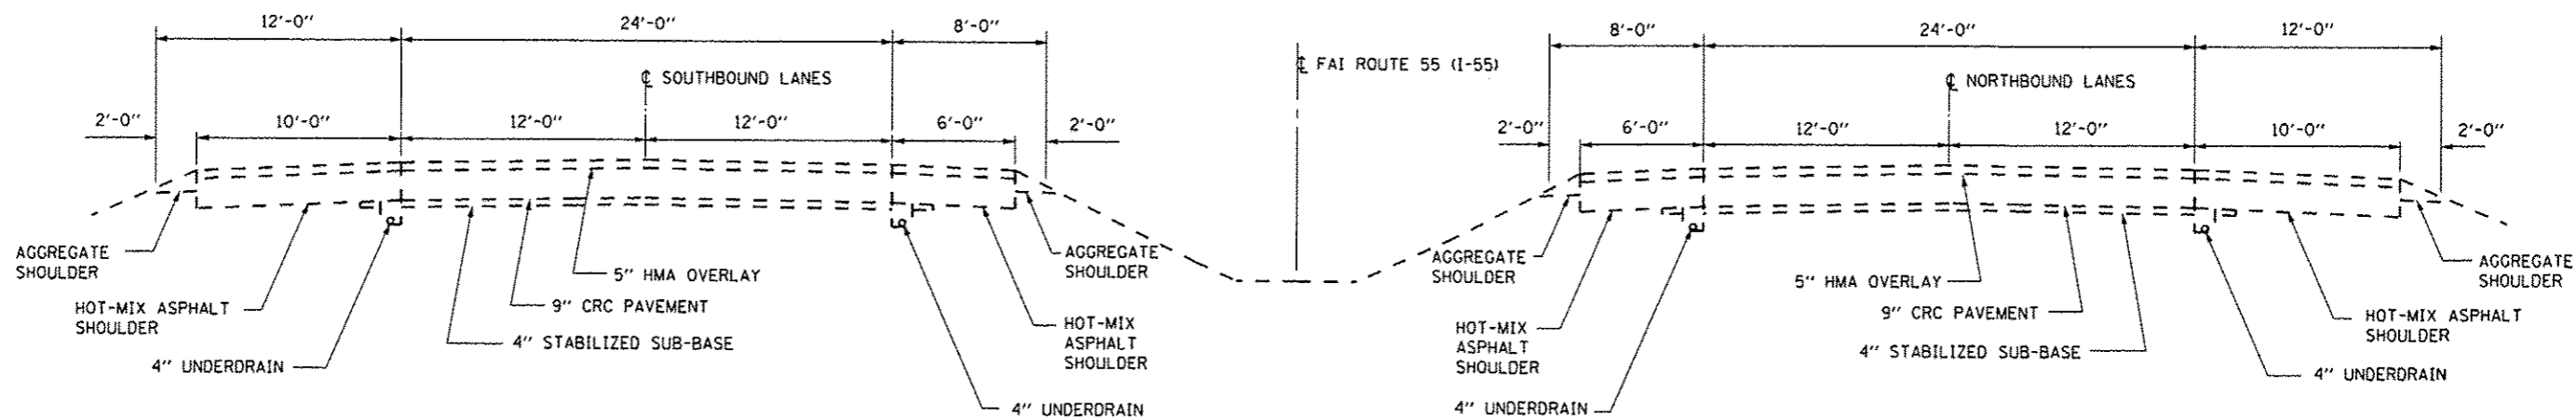 12'-0" 24'-0" 8'-0" 8'-0" 24'-0" 12'-0"
℄ SOUTHBOUND LANES
℄ FAI ROUTE 55 (I-55)
℄ NORTHBOUND LANES
2'-0" 10'-0" 12'-0" 12'-0" 6'-0" 2'-0" 2'-0" 6'-0" 12'-0" 12'-0" 10'-0" 2'-0"
AGGREGATE
SHOULDER
HOT-MIX ASPHALT
SHOULDER
4" UNDERDRAIN
5" HMA OVERLAY
9" CRC PAVEMENT
4" STABILIZED SUB-BASE
AGGREGATE
SHOULDER
HOT-MIX
ASPHALT
SHOULDER
4" UNDERDRAIN
AGGREGATE
SHOULDER
HOT-MIX
ASPHALT
SHOULDER
4" UNDERDRAIN
5" HMA OVERLAY
9" CRC PAVEMENT
4" STABILIZED SUB-BASE
AGGREGATE
SHOULDER
HOT-MIX ASPHALT
SHOULDER
4" UNDERDRAIN